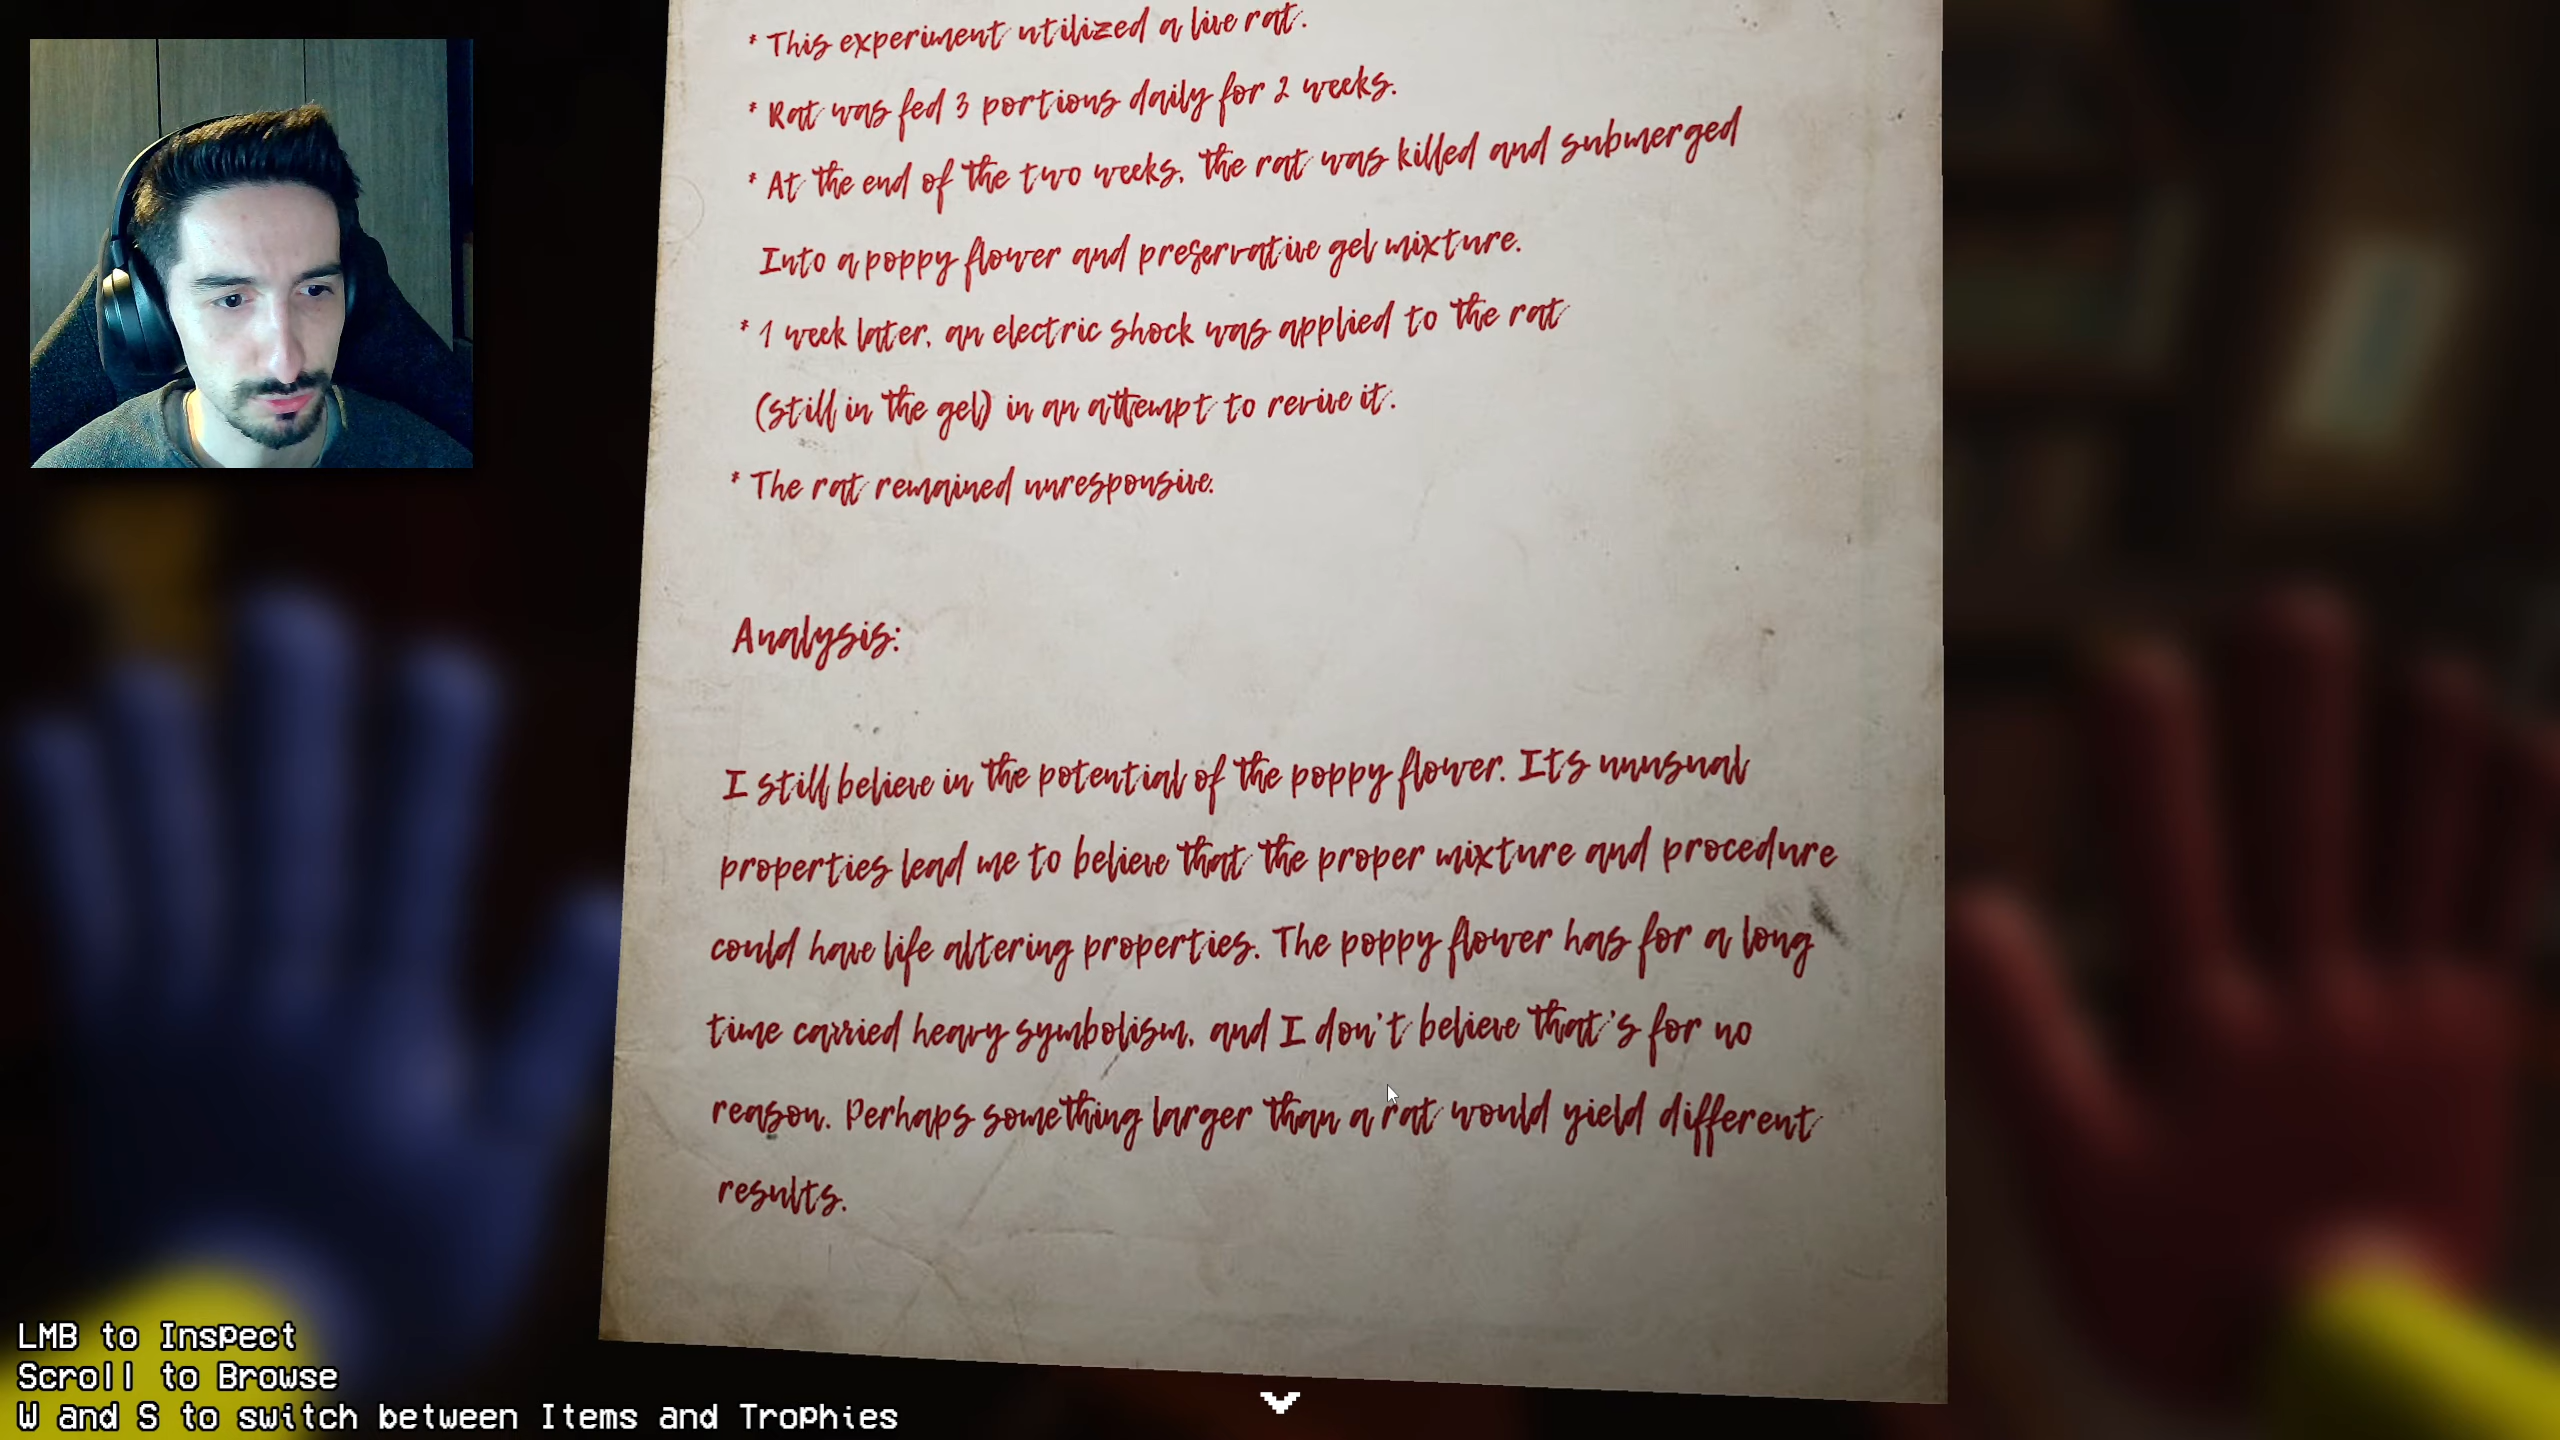 * This experiment utilized a live rat.
* Rat was fed 3 portions daily for 2 weeks.
* At the end of the two weeks, the rat was killed and submerged
Into a poppy flower and preservative gel mixture.
* 1 week later, an electric shock was applied to the rat
(still in the gel) in an attempt to revive it.
* The rat remained unresponsive.
Analysis:
I still believe in the potential of the poppy flower. Its unusual
properties lead me to believe that the proper mixture and procedure
could have life altering properties. The poppy flower has for a long
time carried heavy symbolism, and I don't believe that's for no
reason. Perhaps something larger than a rat would yield different
results.
LMB to Inspect
Scroll to Browse
W and S to switch between Items and Trophies